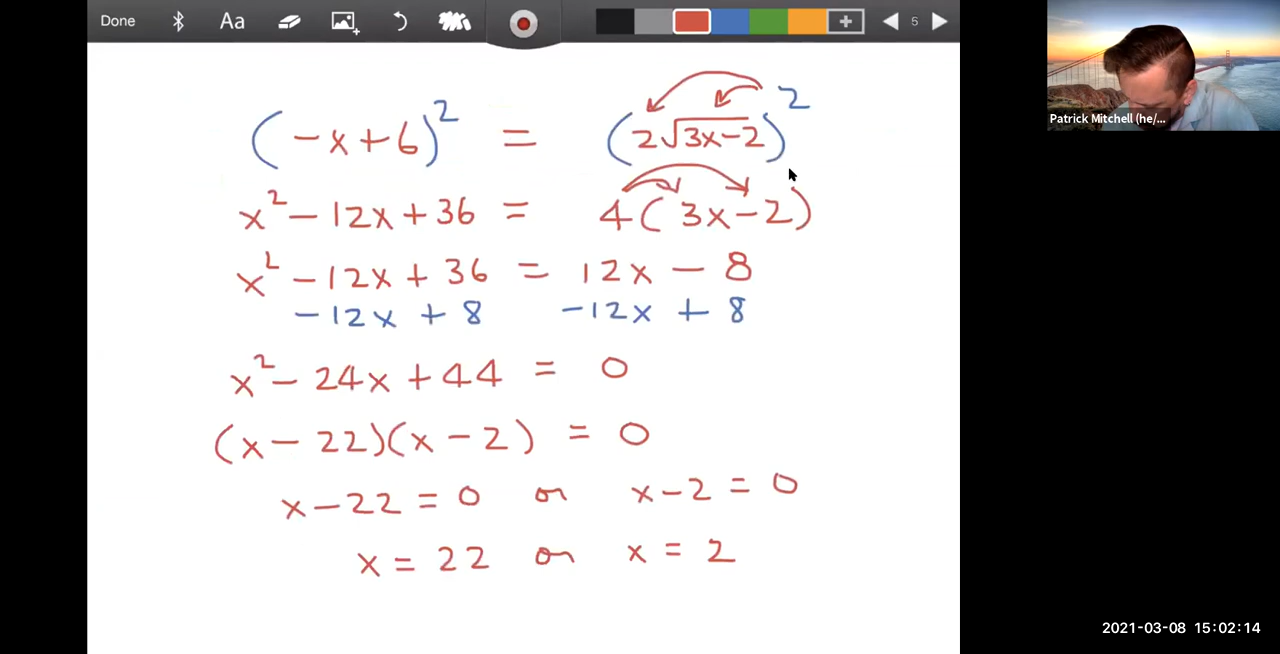 Done Aa 5
(-x+6)² = (2√3x-2)²
x² - 12x + 36 = 4(3x-2)
x² - 12x + 36 = 12x - 8
-12x + 8 -12x + 8
x² - 24x + 44 = 0
(x - 22)(x - 2) = 0
x - 22 = 0 or x - 2 = 0
x = 22 or x = 2
Patrick Mitchell (he/...
2021-03-08 15:02:14